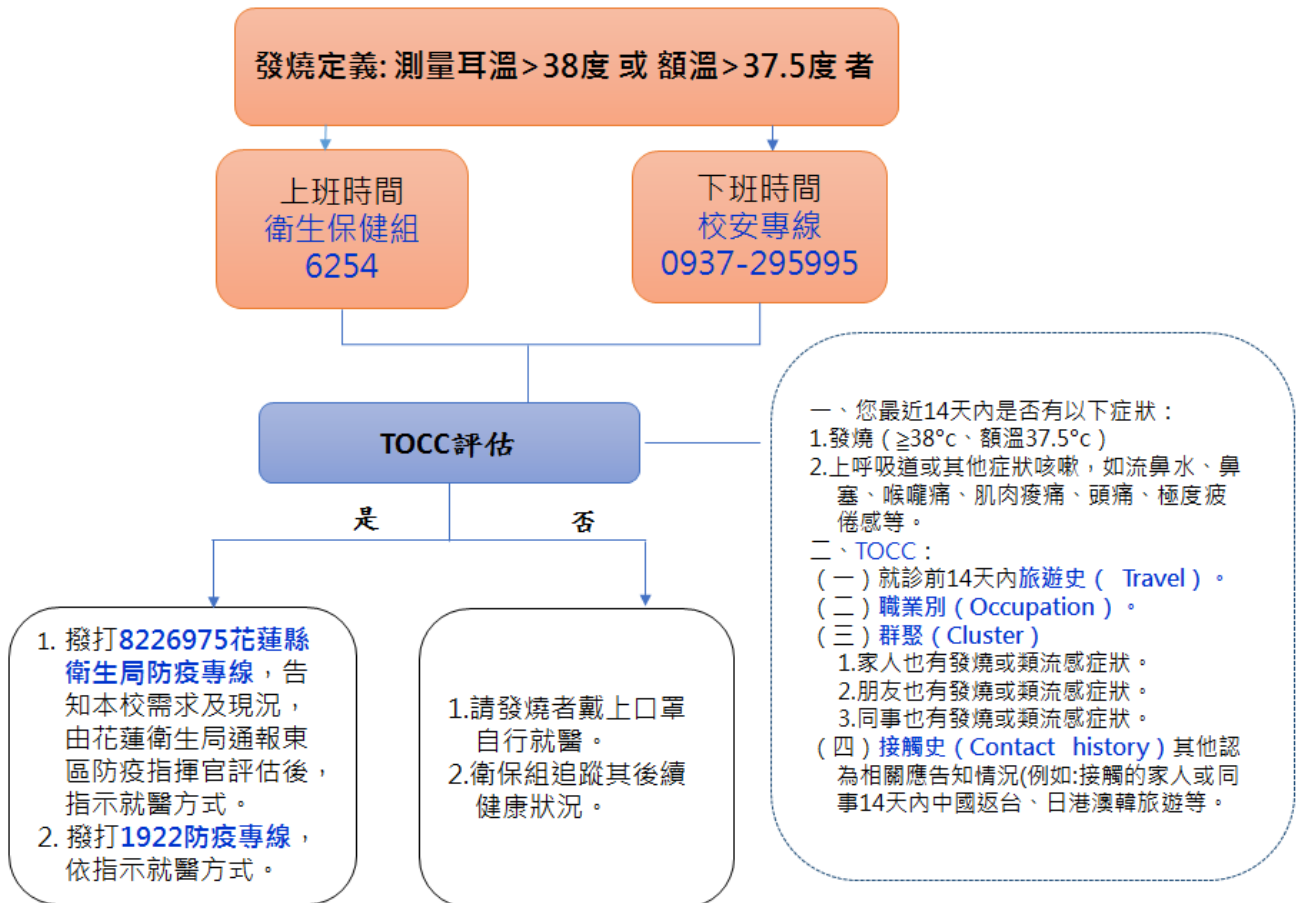 發燒定義: 測量耳溫>38度 或 額溫>37.5度 者
上班時間
衛生保健組
6254
下班時間
校安專線
0937-295995
TOCC評估
是
否
1. 撥打8226975花蓮縣
衛生局防疫專線，告
知本校需求及現況，
由花蓮衛生局通報東
區防疫指揮官評估後，
指示就醫方式。
2. 撥打1922防疫專線，
依指示就醫方式。
1.請發燒者戴上口罩
自行就醫。
2.衛保組追蹤其後續
健康狀況。
一、您最近14天內是否有以下症狀：
1.發燒（≧38°c、額溫37.5°c）
2.上呼吸道或其他症狀咳嗽，如流鼻水、鼻
塞、喉嚨痛、肌肉痠痛、頭痛、極度疲
倦感等。
二、TOCC：
（一）就診前14天內旅遊史（ Travel）。
（二）職業別（Occupation）。
（三）群聚（Cluster）
1.家人也有發燒或類流感症狀。
2.朋友也有發燒或類流感症狀。
3.同事也有發燒或類流感症狀。
（四）接觸史（Contact history）其他認
為相關應告知情況(例如:接觸的家人或同
事14天內中國返台、日港澳韓旅遊等。